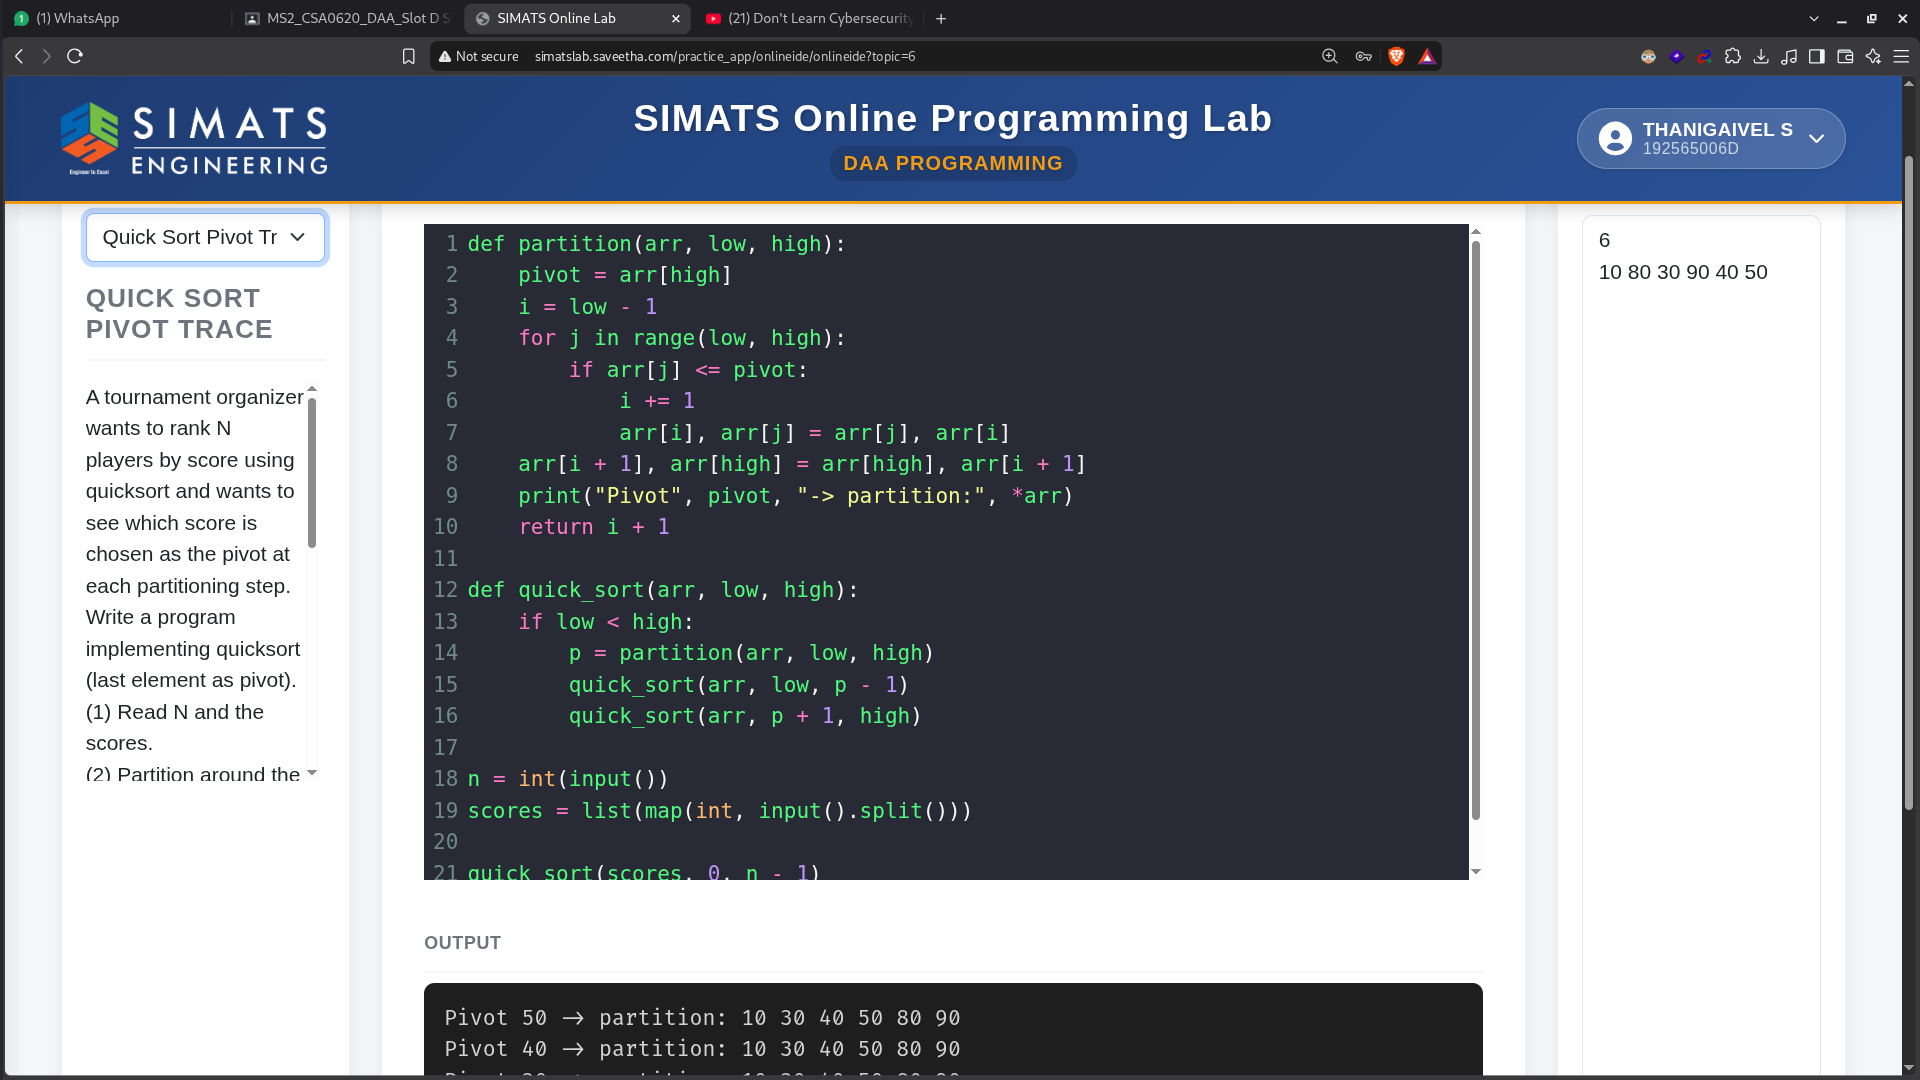 (1) WhatsApp
MS2_CSA0620_DAA_Slot D S
SIMATS Online Lab
(21) Don't Learn Cybersecurity
Not secure
simatslab.saveetha.com/practice_app/onlineide/onlineide?topic=6
SIMATS
ENGINEERING
Engineer to Excel
SIMATS Online Programming Lab
DAA PROGRAMMING
THANIGAIVEL S
192565006D
Quick Sort Pivot Tr
QUICK SORT
PIVOT TRACE
A tournament organizer
wants to rank N
players by score using
quicksort and wants to
see which score is
chosen as the pivot at
each partitioning step.
Write a program
implementing quicksort
(last element as pivot).
(1) Read N and the
scores.
(2) Partition around the
1 def partition(arr, low, high):
2     pivot = arr[high]
3     i = low - 1
4     for j in range(low, high):
5         if arr[j] <= pivot:
6             i += 1
7             arr[i], arr[j] = arr[j], arr[i]
8     arr[i + 1], arr[high] = arr[high], arr[i + 1]
9     print("Pivot", pivot, "-> partition:", *arr)
10     return i + 1
11
12 def quick_sort(arr, low, high):
13     if low < high:
14         p = partition(arr, low, high)
15         quick_sort(arr, low, p - 1)
16         quick_sort(arr, p + 1, high)
17
18 n = int(input())
19 scores = list(map(int, input().split()))
20
21 quick_sort(scores, 0, n - 1)
OUTPUT
Pivot 50 -> partition: 10 30 40 50 80 90
Pivot 40 -> partition: 10 30 40 50 80 90
6
10 80 30 90 40 50